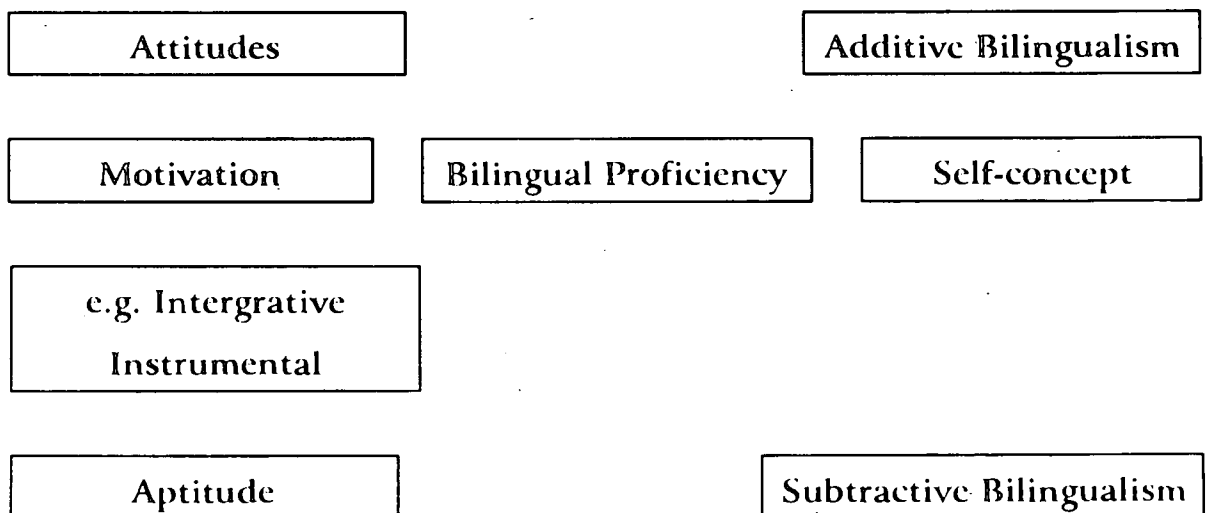 Attitudes
Additive Bilingualism
Motivation
Bilingual Proficiency
Self-concept
e.g. Intergrative
Instrumental
Aptitude
Subtractive Bilingualism